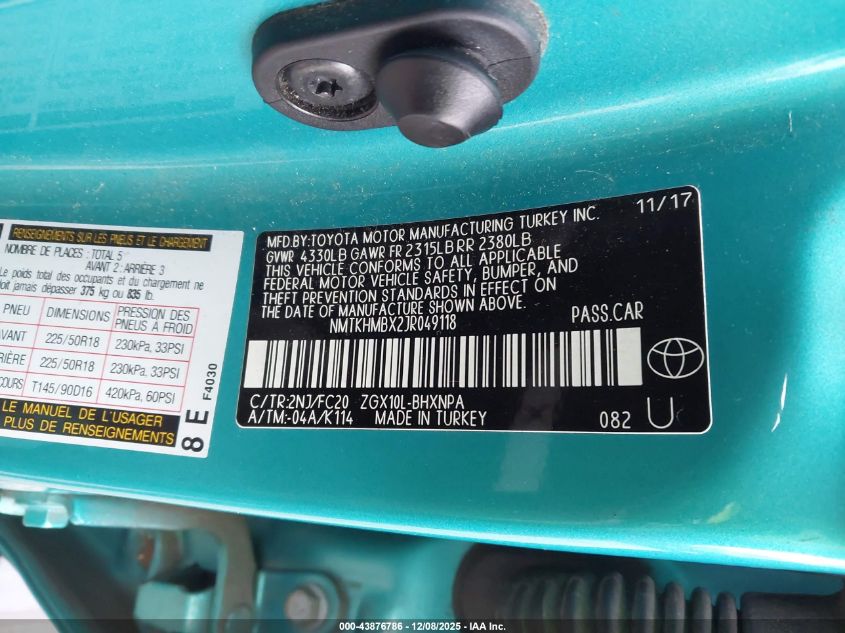 RENSEIGNEMENTS SUR LES PNEUS ET LE CHARGEMENT
NOMBRE DE PLACES : TOTAL 5
AVANT 2 : ARRIÈRE 3
Le poids total des occupants et du chargement ne
doit jamais dépasser 375 kg ou 835 lb.
PNEU DIMENSIONS PRESSION DES PNEUS A FROID
AVANT 225/50R18 230kPa, 33PSI
225/50R18 230kPa, 33PSI
T145/90D16 420kPa, 60PSI
LE MANUEL DE L'USAGER
PLUS DE RENSEIGNEMENTS
8 E F4030
MFD.BY:TOYOTA MOTOR MANUFACTURING TURKEY INC. 11/17
GVWR 4330LB GAWR FR 2315LB RR 2380LB
THIS VEHICLE CONFORMS TO ALL APPLICABLE
FEDERAL MOTOR VEHICLE SAFETY, BUMPER, AND
THEFT PREVENTION STANDARDS IN EFFECT ON
THE DATE OF MANUFACTURE SHOWN ABOVE.
NMTKHMBX2JR049118 PASS.CAR
C/TR:2NJ/FC20 ZGX10L-BHXNPA
A/TM:-04A/K114 MADE IN TURKEY 082 U
000-43876786 - 12/08/2025 - IAA Inc.